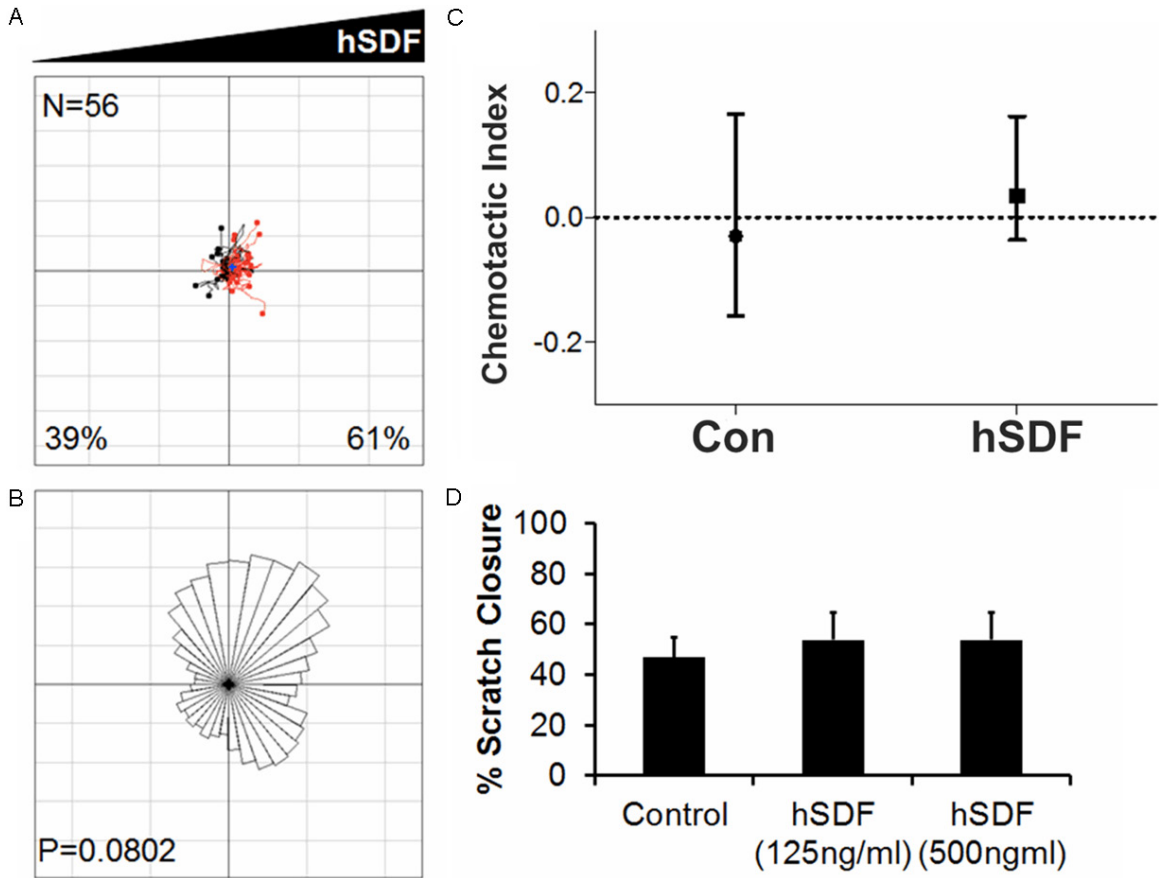 A
hSDF
N=56
39% 61%
B
P=0.0802
C
Chemotactic Index
0.2
0.0
-0.2
Con hSDF
D
% Scratch Closure
100
80
60
40
20
0
Control hSDF hSDF
(125ng/ml) (500ngml)